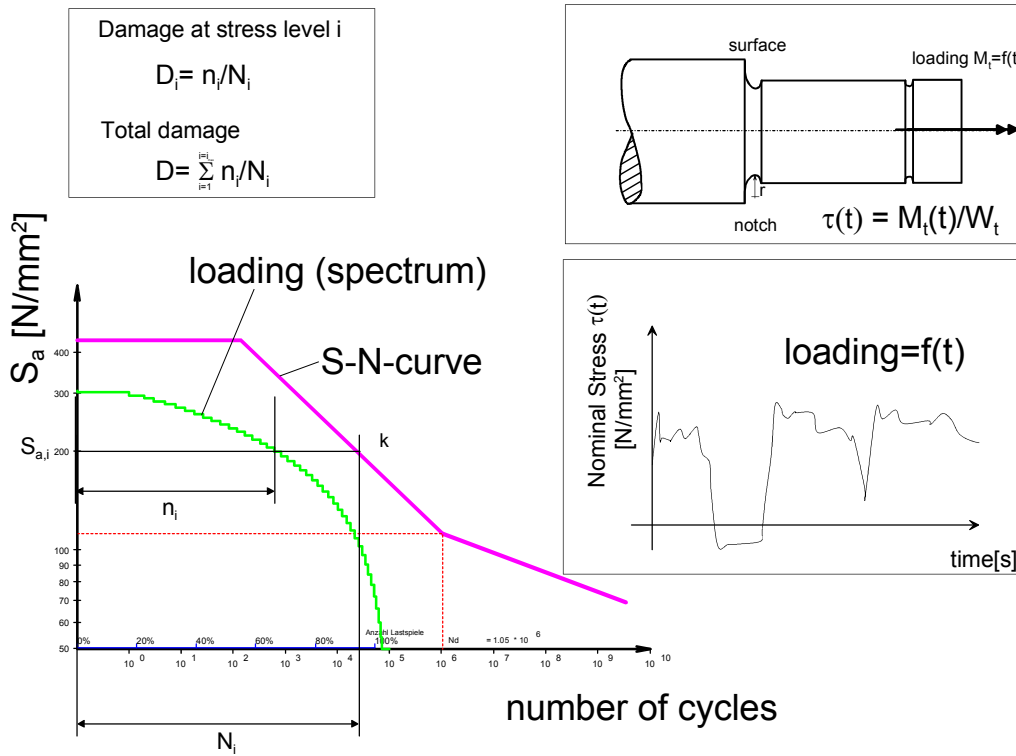 Damage at stress level i
Dᵢ= nᵢ/Nᵢ
Total damage
i=i_
D= Σ nᵢ/Nᵢ
i=1
surface
loading Mₜ=f(t
r
notch
τ(t) = Mₜ(t)/Wₜ
Sₐ [N/mm²]
loading (spectrum)
S-N-curve
400
300
Sₐ,ᵢ 200
k
nᵢ
100
90
80
70
60
50
Anzahl Lastspiele
0% 20% 40% 60% 80% 100% Nd = 1.05 * 10 6
10 0 10 1 10 2 10 3 10 4 10 5 10 6 10 7 10 8 10 9 10 10
number of cycles
Nᵢ
Nominal Stress τ(t)
[N/mm²]
loading=f(t)
time[s]